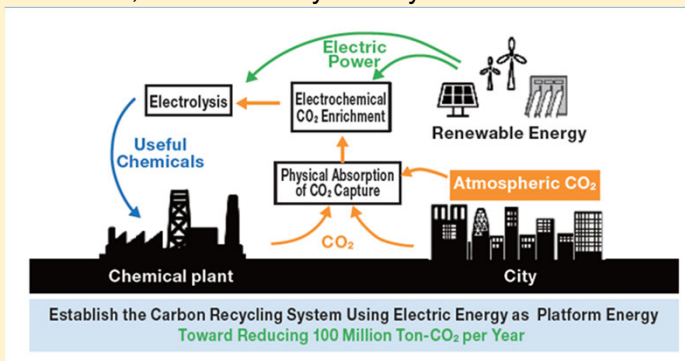 Electric
Power
Electrolysis
Electrochemical
CO₂ Enrichment
Renewable Energy
Useful
Chemicals
Physical Absorption
of CO₂ Capture
Atmospheric CO₂
CO₂
Chemical plant
City
Establish the Carbon Recycling System Using Electric Energy as Platform Energy
Toward Reducing 100 Million Ton-CO₂ per Year